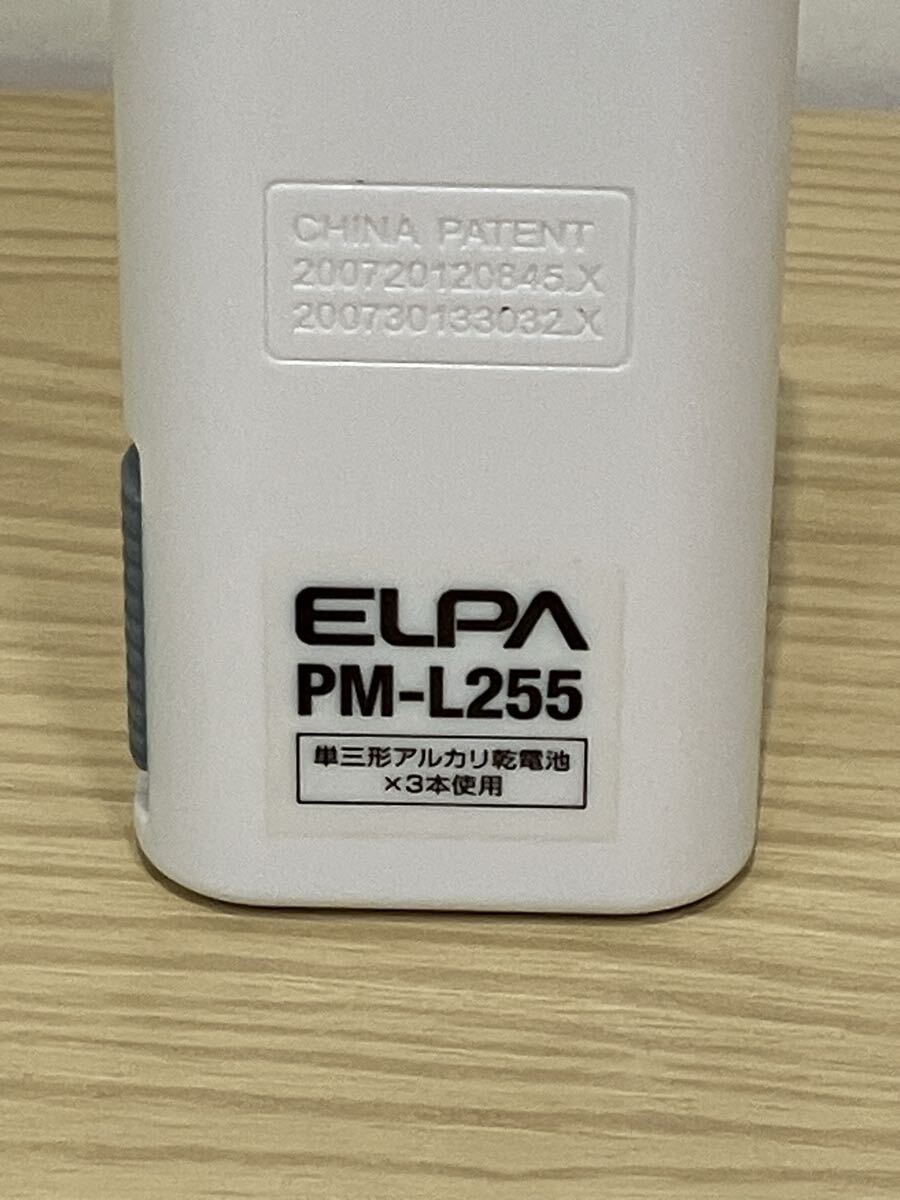 CHINA PATENT
200720120845.X
200730133032.X
ELPA
PM-L255
単三形アルカリ乾電池
×3本使用